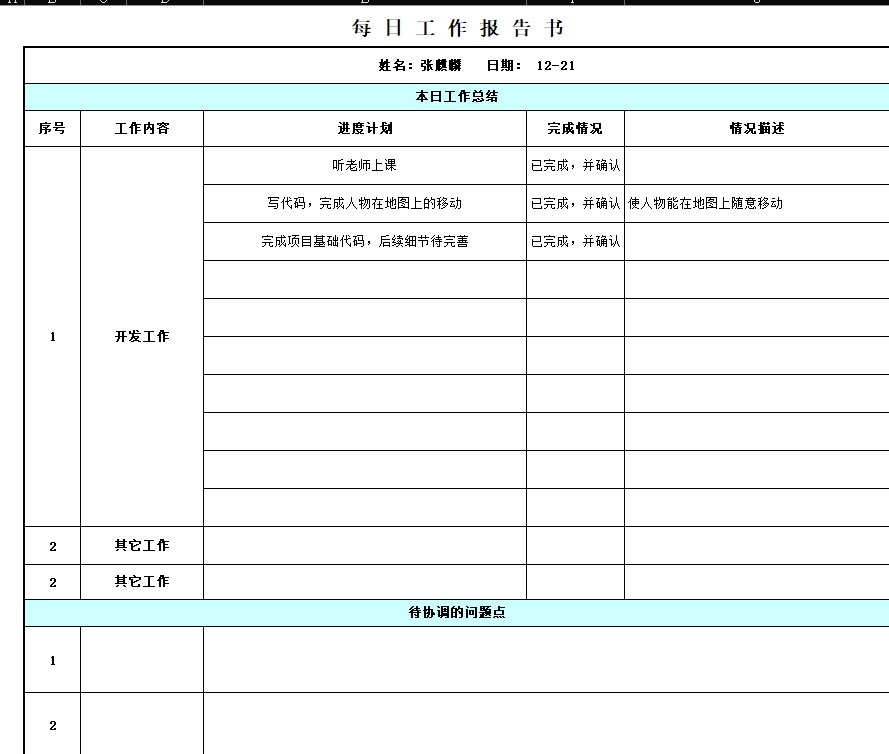 每日工作报告书
姓名：张麒麟 日期： 12-21
本日工作总结
序号 工作内容 进度计划 完成情况 情况描述
1 开发工作 听老师上课 已完成，并确认
写代码，完成人物在地图上的移动 已完成，并确认 使人物能在地图上随意移动
完成项目基础代码，后续细节待完善 已完成，并确认
2 其它工作
2 其它工作
待协调的问题点
1
2